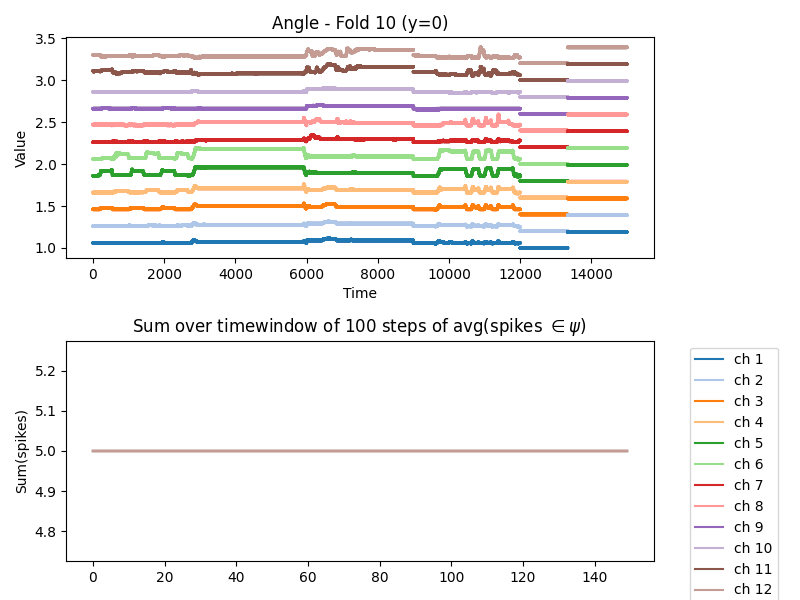 Angle - Fold 10 (y=0)
3.5
3.0
2.5
2.0
1.5
1.0
Value
0 2000 4000 6000 8000 10000 12000 14000
Time
Sum over timewindow of 100 steps of avg(spikes ∈ ψ)
5.2
5.1
5.0
4.9
4.8
Sum(spikes)
0 20 40 60 80 100 120 140
ch 1
ch 2
ch 3
ch 4
ch 5
ch 6
ch 7
ch 8
ch 9
ch 10
ch 11
ch 12